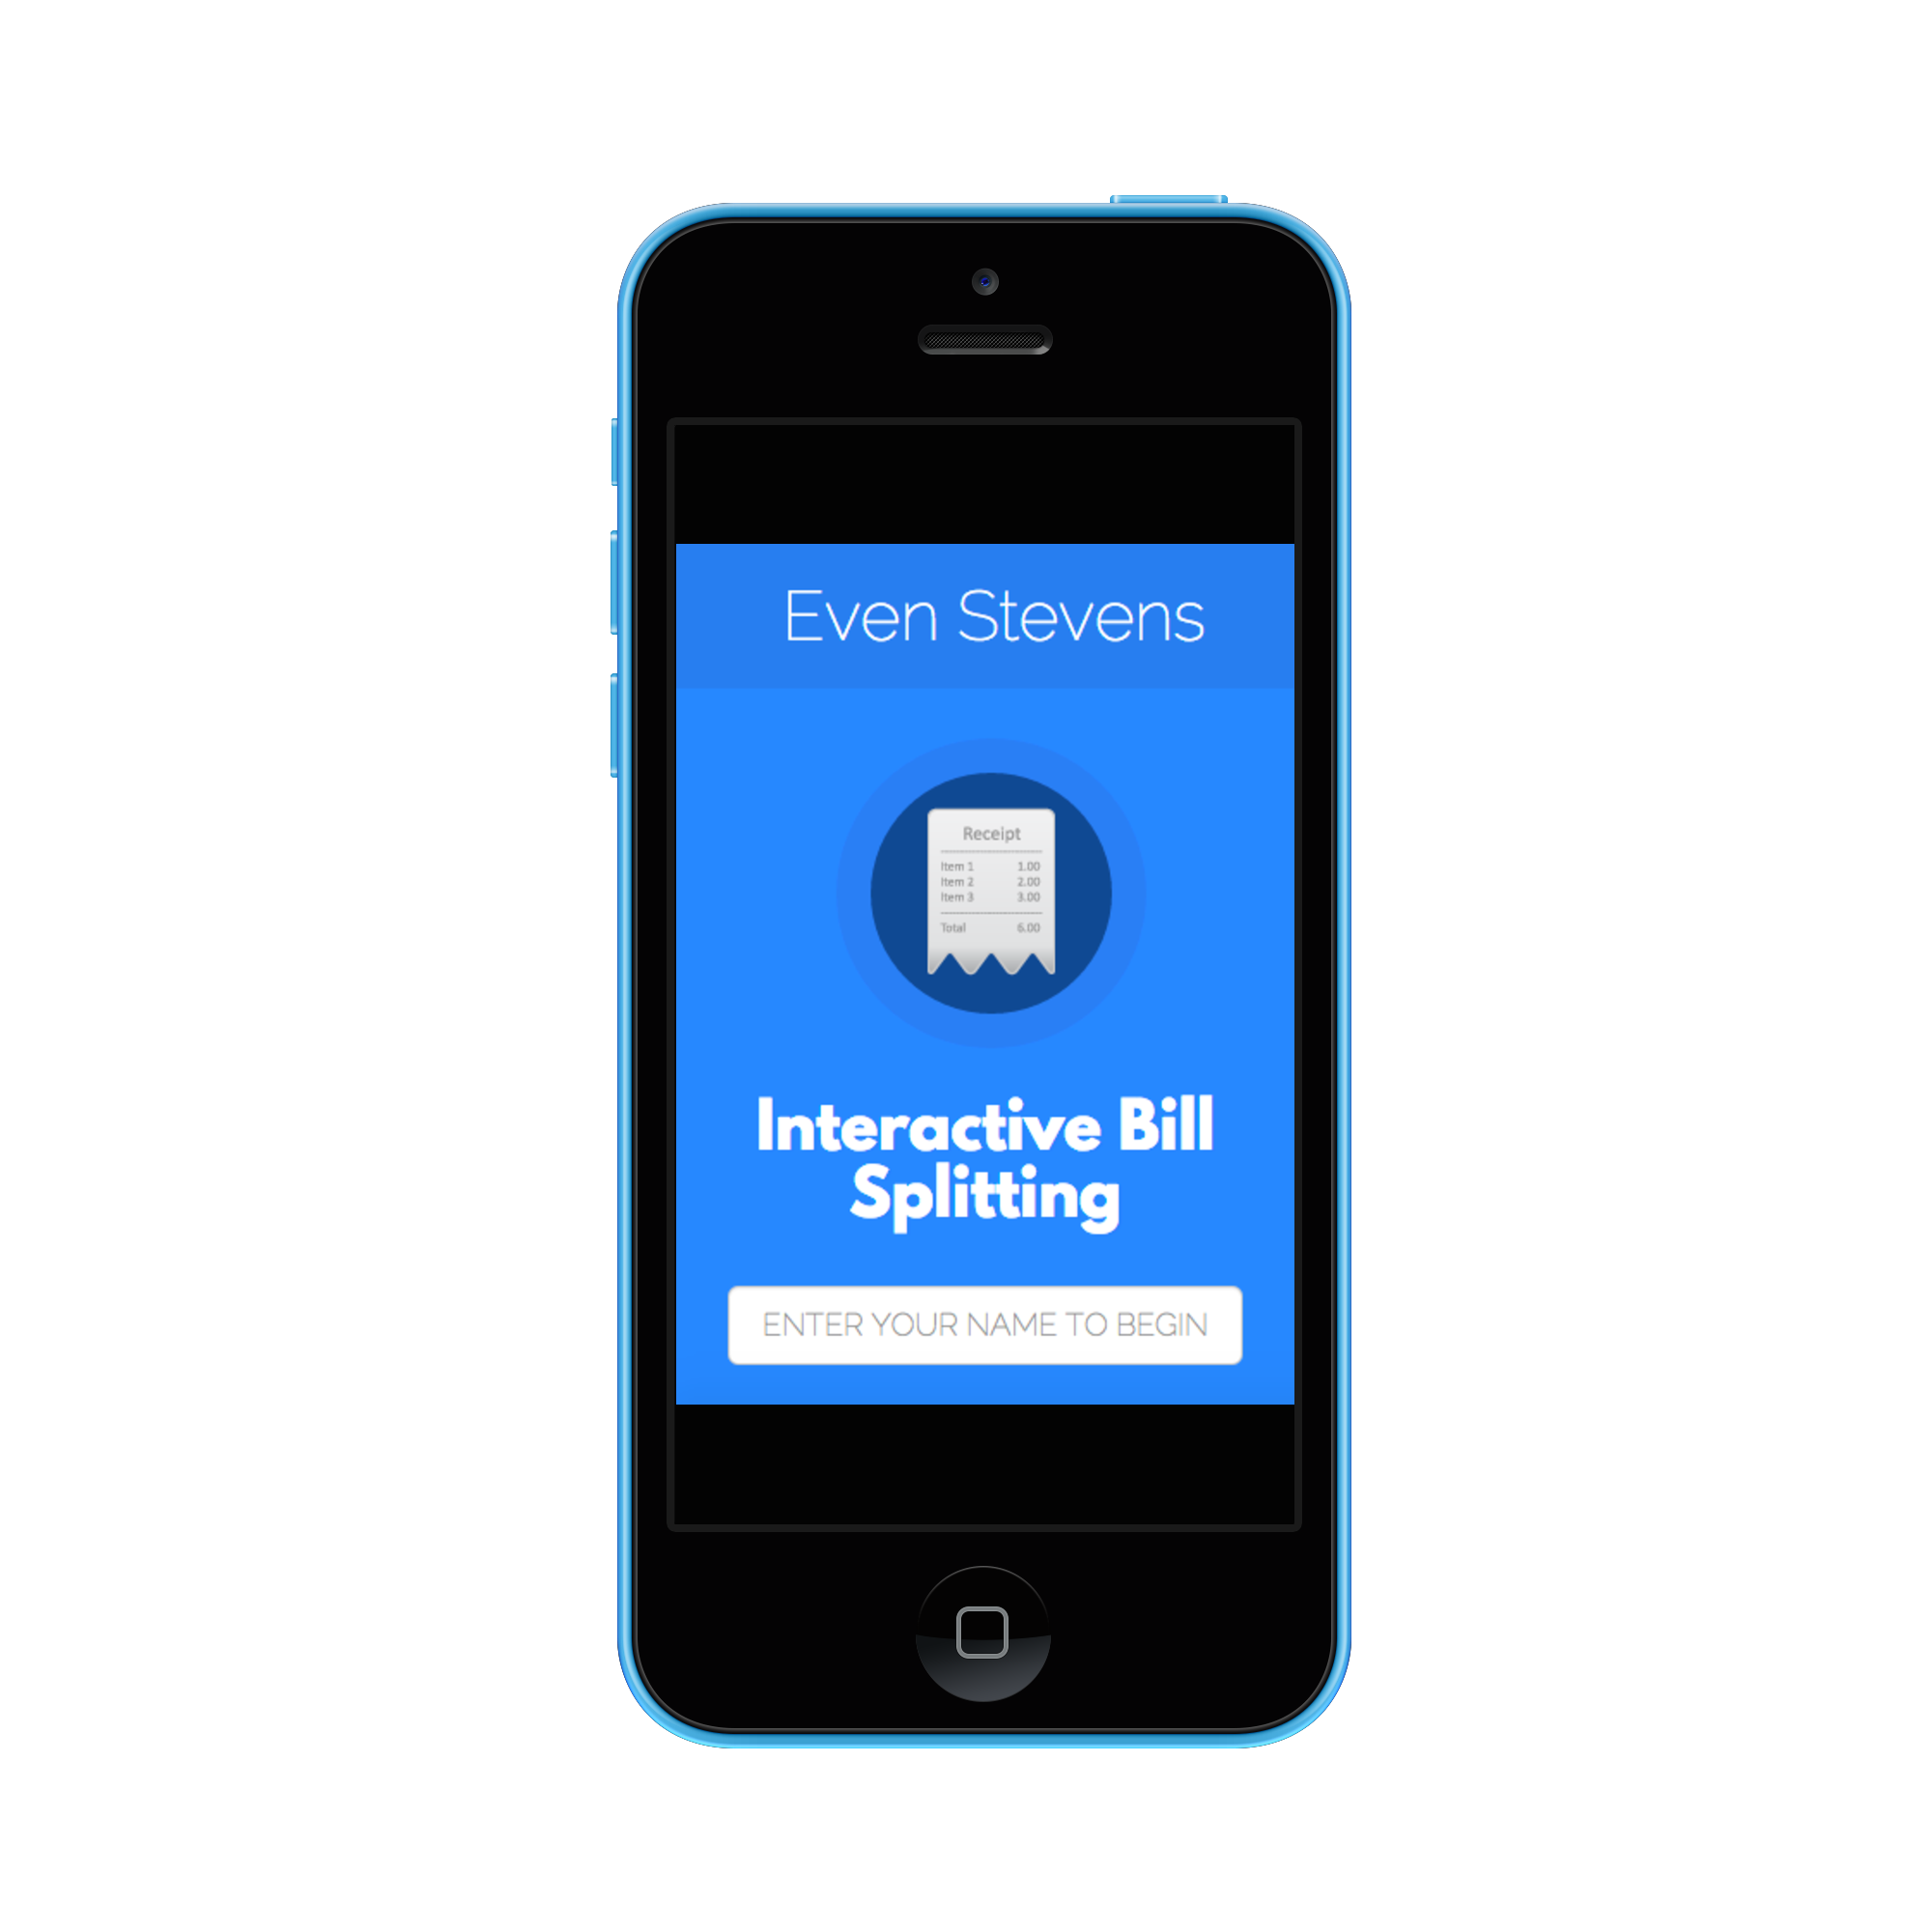 Even Stevens
Receipt
Item 1 1.00
Item 2 2.00
Item 3 3.00
Total 6.00
Interactive Bill
Splitting
ENTER YOUR NAME TO BEGIN